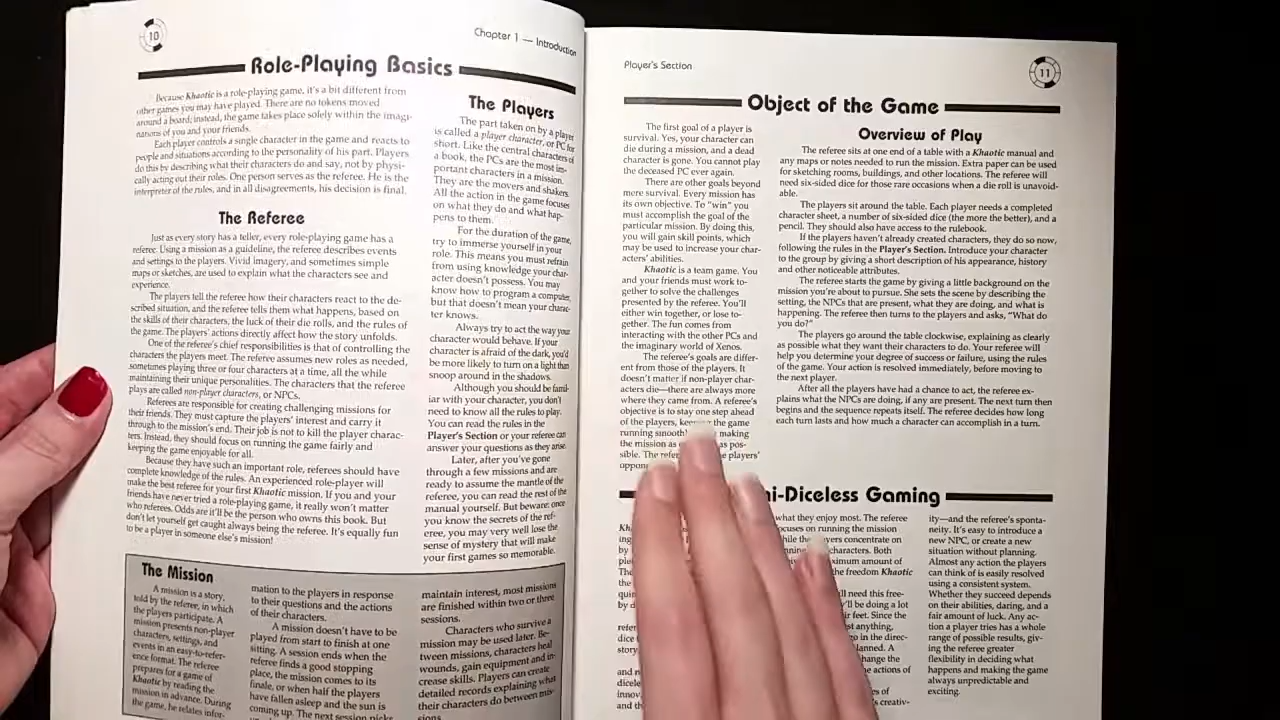 10
Chapter 1 — Introduction
Role-Playing Basics
Because Khaotic is a role-playing game, it's a bit different from
other games you may have played. There are no tokens moved
around a board; instead, the game takes place solely within the imagi-
nations of you and your friends.
Each player controls a single character in the game and reacts to
people and situations according to the personality of his part. Players
do this by describing what their characters do and say, not by physi-
cally acting out their roles. One person serves as the referee. He is the
interpreter of the rules, and in all disagreements, his decision is final.
The Referee
Just as every story has a teller, every role-playing game has a
referee. Using a mission as a guideline, the referee describes events
and settings to the players. Vivid imagery, and sometimes simple
maps or sketches, are used to explain what the characters see and
experience.
The players tell the referee how their characters react to the de-
scribed situation, and the referee tells them what happens, based on
the skills of their characters, the luck of their die rolls, and the rules of
the game. The players' actions directly affect how the story unfolds.
One of the referee's chief responsibilities is that of controlling the
characters the players meet. The referee assumes new roles as needed,
sometimes playing three or four characters at a time, all the while
maintaining their unique personalities. The characters that the referee
plays are called non-player characters, or NPCs.
Referees are responsible for creating challenging missions for
their friends. They must capture the players' interest and carry it
through to the mission's end. Their job is not to kill the player charac-
ters. Instead, they should focus on running the game fairly and
keeping the game enjoyable for all.
Because they have such an important role, referees should have
complete knowledge of the rules. An experienced role-player will
make the best referee for your first Khaotic mission. If you and your
friends have never tried a role-playing game, it really won't matter
who referees. Odds are it'll be the person who owns this book. But
don't let yourself get caught always being the referee. It's equally fun
to be a player in someone else's mission!
The Players
The part taken on by a player
is called a player character, or PC for
short. Like the central characters of
a book, the PCs are the most im-
portant characters in a mission.
They are the movers and shakers.
All the action in the game focuses
on what they do and what hap-
pens to them.
For the duration of the game,
try to immerse yourself in your
role. This means you must refrain
from using knowledge your char-
acter doesn't possess. You may
know how to program a computer,
but that doesn't mean your charac-
ter knows.
Always try to act the way your
character would behave. If your
character is afraid of the dark, you'd
be more likely to turn on a light than
snoop around in the shadows.
Although you should be famil-
iar with your character, you don't
need to know all the rules to play.
You can read the rules in the
Player's Section or your referee can
answer your questions as they arise.
Later, after you've gone
through a few missions and are
ready to assume the mantle of the
referee, you can read the rest of the
manual yourself. But beware: once
you know the secrets of the ref-
eree, you may very well lose the
sense of mystery that will make
your first games so memorable.
The Mission
A mission is a story,
told by the referee, in which
the players participate. A
mission presents non-player
characters, settings, and
events in an easy-to-refer-
ence format. The referee
prepares for a game of
Khaotic by reading the
mission in advance. During
the game, he relates infor-
mation to the players in response
to their questions and the actions
of their characters.
A mission doesn't have to be
played from start to finish at one
sitting. A session ends when the
referee finds a good stopping
place, the mission comes to its
finale, or when half the players
have fallen asleep and the sun is
coming up. The next session picks
maintain interest, most missions
are finished within two or three
sessions.
Characters who survive a
mission may be used later. Be-
tween missions, characters heal
wounds, gain equipment and in-
crease skills. Players can create
detailed records explaining what
their characters do between mis-
sions.
Player's Section
11
Object of the Game
The first goal of a player is
survival. Yes, your character can
die during a mission, and a dead
character is gone. You cannot play
the deceased PC ever again.
There are other goals beyond
mere survival. Every mission has
its own objective. To "win" you
must accomplish the goal of the
particular mission. By doing this,
you will gain skill points, which
may be used to increase your char-
acters' abilities.
Khaotic is a team game. You
and your friends must work to-
gether to solve the challenges
presented by the referee. You'll
either win together, or lose to-
gether. The fun comes from
interacting with the other PCs and
the imaginary world of Xenos.
The referee's goals are differ-
ent from those of the players. It
doesn't matter if non-player char-
acters die—there are always more
where they came from. A referee's
objective is to stay one step ahead
of the players, the game
running making
the mission as as pos-
sible. The players'
Overview of Play
The referee sits at one end of a table with a Khaotic manual and
any maps or notes needed to run the mission. Extra paper can be used
for sketching rooms, buildings, and other locations. The referee will
need six-sided dice for those rare occasions when a die roll is unavoid-
able.
The players sit around the table. Each player needs a completed
character sheet, a number of six-sided dice (the more the better), and a
pencil. They should also have access to the rulebook.
If the players haven't already created characters, they do so now,
following the rules in the Player's Section. Introduce your character
to the group by giving a short description of his appearance, history
and other noticeable attributes.
The referee starts the game by giving a little background on the
mission you're about to pursue. She sets the scene by describing the
setting, the NPCs that are present, what they are doing, and what is
happening. The referee then turns to the players and asks, "What do
you do?"
The players go around the table clockwise, explaining as clearly
as possible what they want their characters to do. Your referee will
help you determine your degree of success or failure, using the rules
of the game. Your action is resolved immediately, before moving to
the next player.
After all the players have had a chance to act, the referee ex-
plains what the NPCs are doing, if any are present. The next turn then
begins and the sequence repeats itself. The referee decides how long
each turn lasts and how much a character can accomplish in a turn.
-Diceless Gaming
what they enjoy most. The referee
on running the mission
concentrate on
characters. Both
amount of
the freedom Khaotic
need this free-
be doing a lot
feet. Since the
anything,
go in the direc-
A
the
actions of
of
creativ-
ity—and the referee's sponta-
neity. It's easy to introduce a
new NPC, or create a new
situation without planning.
Almost any action the players
can think of is easily resolved
using a consistent system.
Whether they succeed depends
on their abilities, daring, and a
fair amount of luck. Any ac-
tion a player tries has a whole
range of possible results, giv-
ing the referee greater
flexibility in deciding what
happens and making the game
always unpredictable and
exciting.